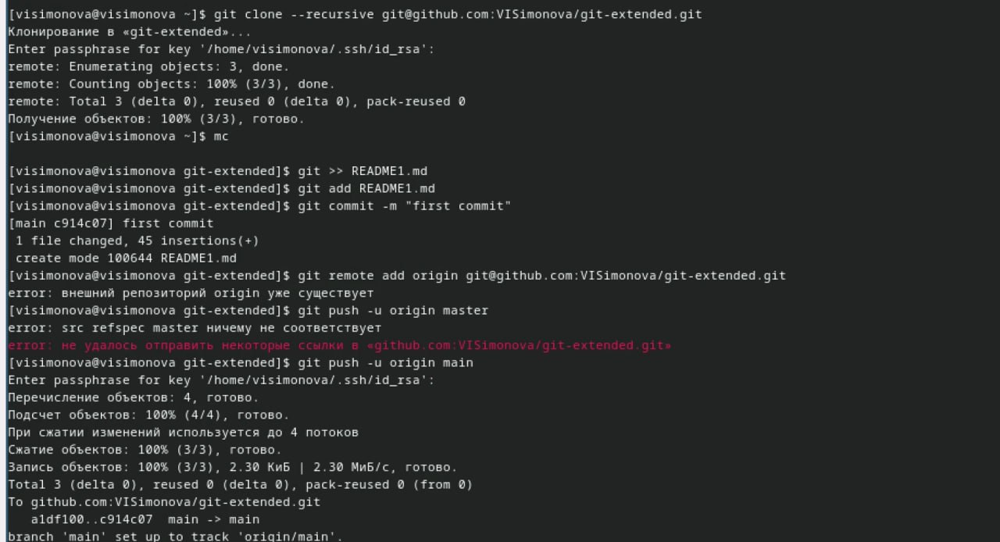 [visimonova@visimonova ~]$ git clone --recursive git@github.com:VISimonova/git-extended.git
Клонирование в «git-extended»...
Enter passphrase for key '/home/visimonova/.ssh/id_rsa':
remote: Enumerating objects: 3, done.
remote: Counting objects: 100% (3/3), done.
remote: Total 3 (delta 0), reused 0 (delta 0), pack-reused 0
Получение объектов: 100% (3/3), готово.
[visimonova@visimonova ~]$ mc
[visimonova@visimonova git-extended]$ git >> README1.md
[visimonova@visimonova git-extended]$ git add README1.md
[visimonova@visimonova git-extended]$ git commit -m "first commit"
[main c914c07] first commit
 1 file changed, 45 insertions(+)
 create mode 100644 README1.md
[visimonova@visimonova git-extended]$ git remote add origin git@github.com:VISimonova/git-extended.git
error: внешний репозиторий origin уже существует
[visimonova@visimonova git-extended]$ git push -u origin master
error: src refspec master ничему не соответствует
error: не удалось отправить некоторые ссылки в «github.com:VISimonova/git-extended.git»
[visimonova@visimonova git-extended]$ git push -u origin main
Enter passphrase for key '/home/visimonova/.ssh/id_rsa':
Перечисление объектов: 4, готово.
Подсчет объектов: 100% (4/4), готово.
При сжатии изменений используется до 4 потоков
Сжатие объектов: 100% (3/3), готово.
Запись объектов: 100% (3/3), 2.30 КиБ | 2.30 МиБ/с, готово.
Total 3 (delta 0), reused 0 (delta 0), pack-reused 0 (from 0)
To github.com:VISimonova/git-extended.git
   a1df100..c914c07  main -> main
branch 'main' set up to track 'origin/main'.